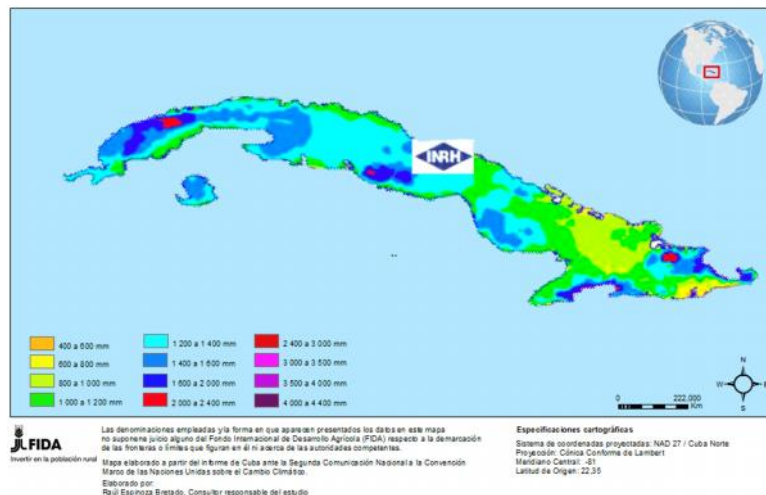 INRH
400 a 600 mm
600 a 800 mm
800 a 1 000 mm
1 000 a 1 200 mm
1 200 a 1 400 mm
1 400 a 1 600 mm
1 600 a 2 000 mm
2 000 a 2 400 mm
2 400 a 3 000 mm
3 000 a 3 500 mm
3 500 a 4 000 mm
4 000 a 4 400 mm
N
W
E
S
0 222,000
Km
FIDA
Invertir en la población rural
Las denominaciones empleadas y la forma en que aparecen presentados los datos en este mapa
no suponen juicio alguno del Fondo Internacional de Desarrollo Agrícola (FIDA) respecto a la demarcación
de las fronteras o límites que figuran en él ni acerca de las autoridades competentes.
Mapa elaborado a partir del informe de Cuba ante la Segunda Comunicación Nacional a la Convención
Marco de las Naciones Unidas sobre el Cambio Climático.
Elaborado por:
Raúl Espinoza Bretado. Consultor responsable del estudio
Especificaciones cartográficas
Sistema de coordenadas proyectadas: NAD 27 / Cuba Norte
Proyección: Cónica Conforme de Lambert
Meridiano Central: -81
Latitud de Origen: 22,35